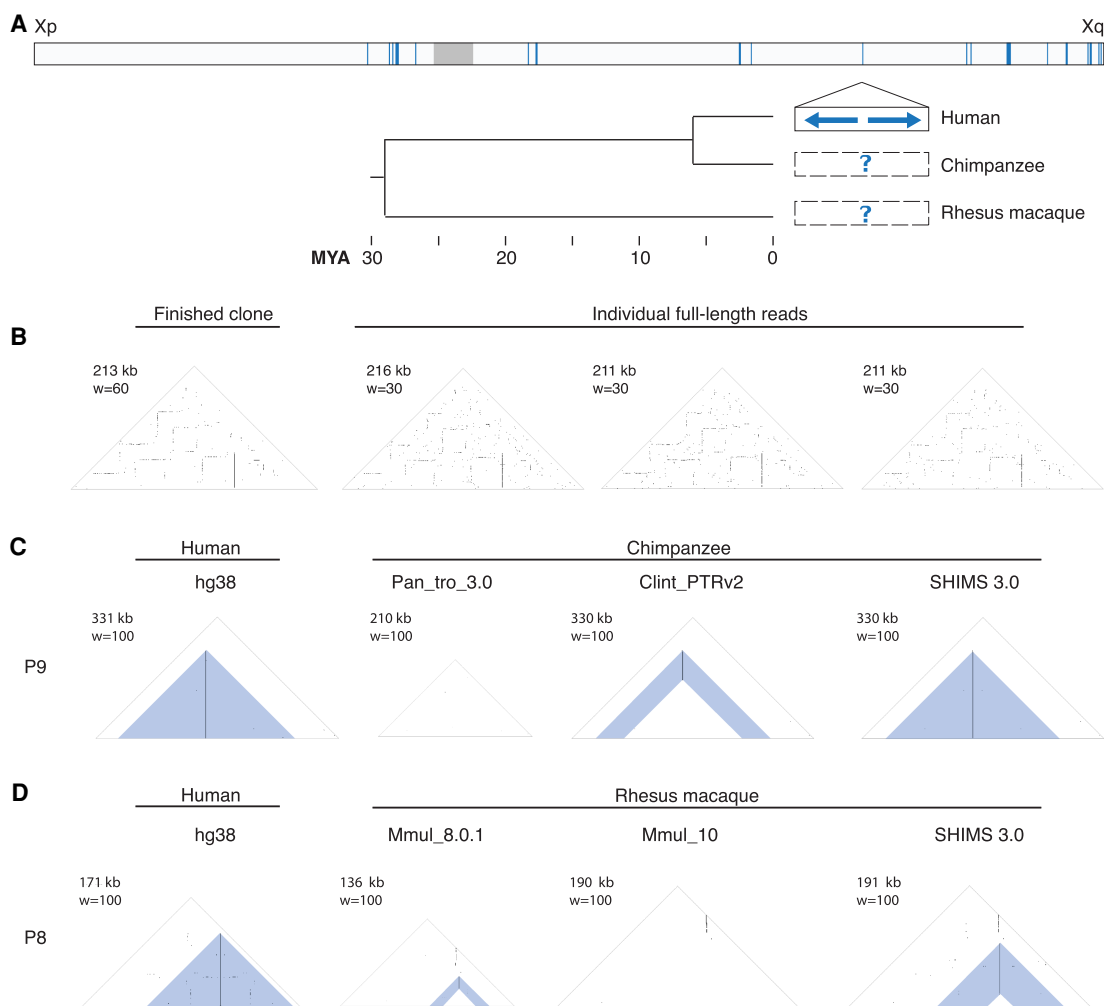 A
Xp
Xq
Human
? Chimpanzee
? Rhesus macaque
MYA 30 20 10 0
B
Finished clone
Individual full-length reads
213 kb
w=60
216 kb
w=30
211 kb
w=30
211 kb
w=30
C
Human
Chimpanzee
hg38
Pan_tro_3.0
Clint_PTRv2
SHIMS 3.0
331 kb
w=100
210 kb
w=100
330 kb
w=100
330 kb
w=100
P9
D
Human
Rhesus macaque
hg38
Mmul_8.0.1
Mmul_10
SHIMS 3.0
171 kb
w=100
136 kb
w=100
190 kb
w=100
191 kb
w=100
P8